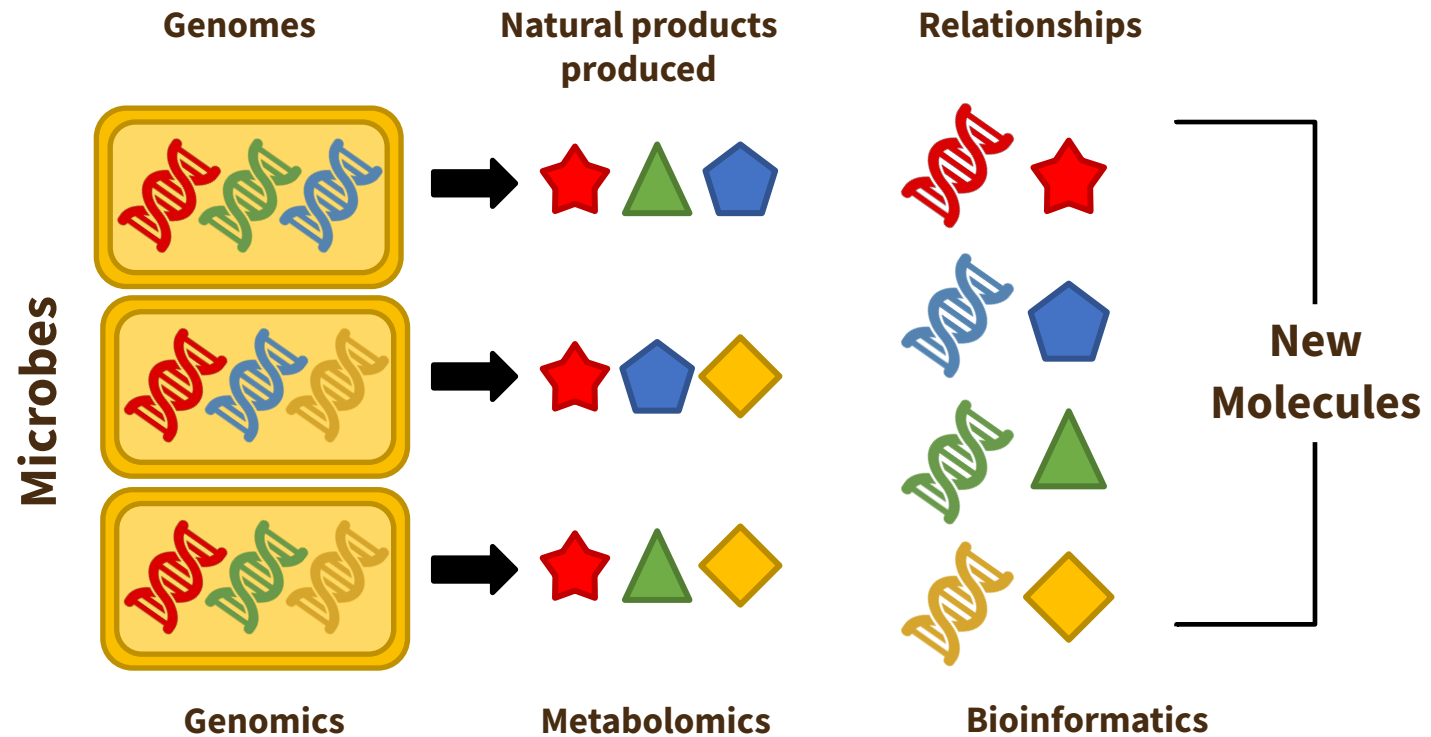 Genomes
Natural products
produced
Relationships
Microbes
New
Molecules
Genomics
Metabolomics
Bioinformatics